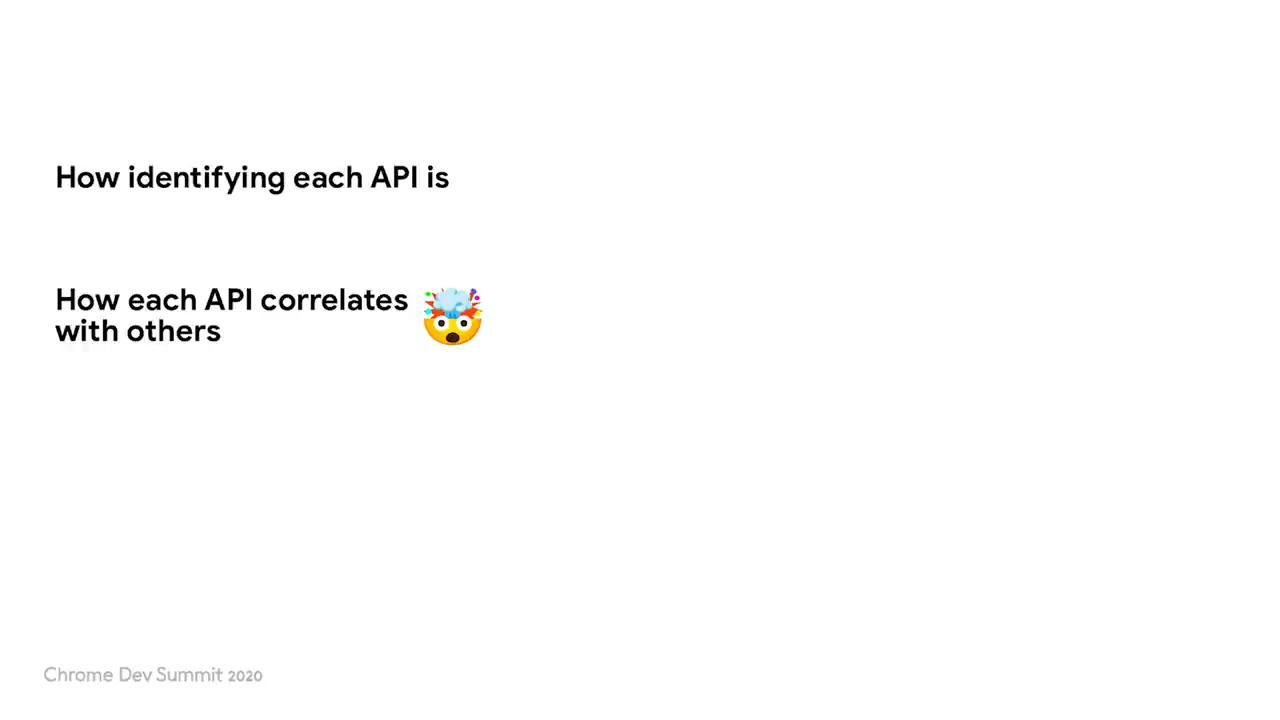 How identifying each API is
How each API correlates
with others
Chrome Dev Summit 2020